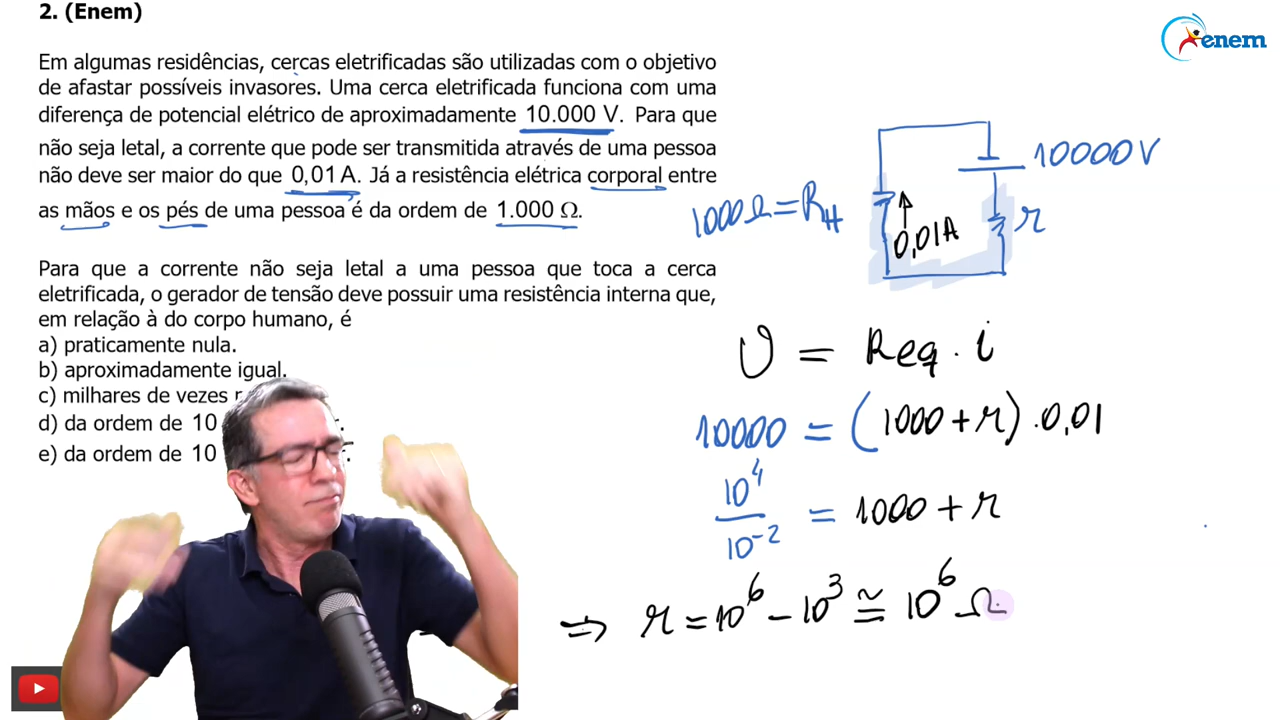 2. (Enem)
enem
Em algumas residências, cercas eletrificadas são utilizadas com o objetivo
de afastar possíveis invasores. Uma cerca eletrificada funciona com uma
diferença de potencial elétrico de aproximadamente 10.000 V. Para que
não seja letal, a corrente que pode ser transmitida através de uma pessoa
não deve ser maior do que 0,01 A. Já a resistência elétrica corporal entre
as mãos e os pés de uma pessoa é da ordem de 1.000 Ω.
Para que a corrente não seja letal a uma pessoa que toca a cerca
eletrificada, o gerador de tensão deve possuir uma resistência interna que,
em relação à do corpo humano, é
a) praticamente nula.
b) aproximadamente igual.
c) milhares de vezes
d) da ordem de 10
e) da ordem de 10
10000V
1000Ω = RH
0,01A
r
U = Req . i
10000 = (1000 + r) . 0,01
10⁴/10⁻² = 1000 + r
⇒ r = 10⁶ − 10³ ≅ 10⁶ Ω